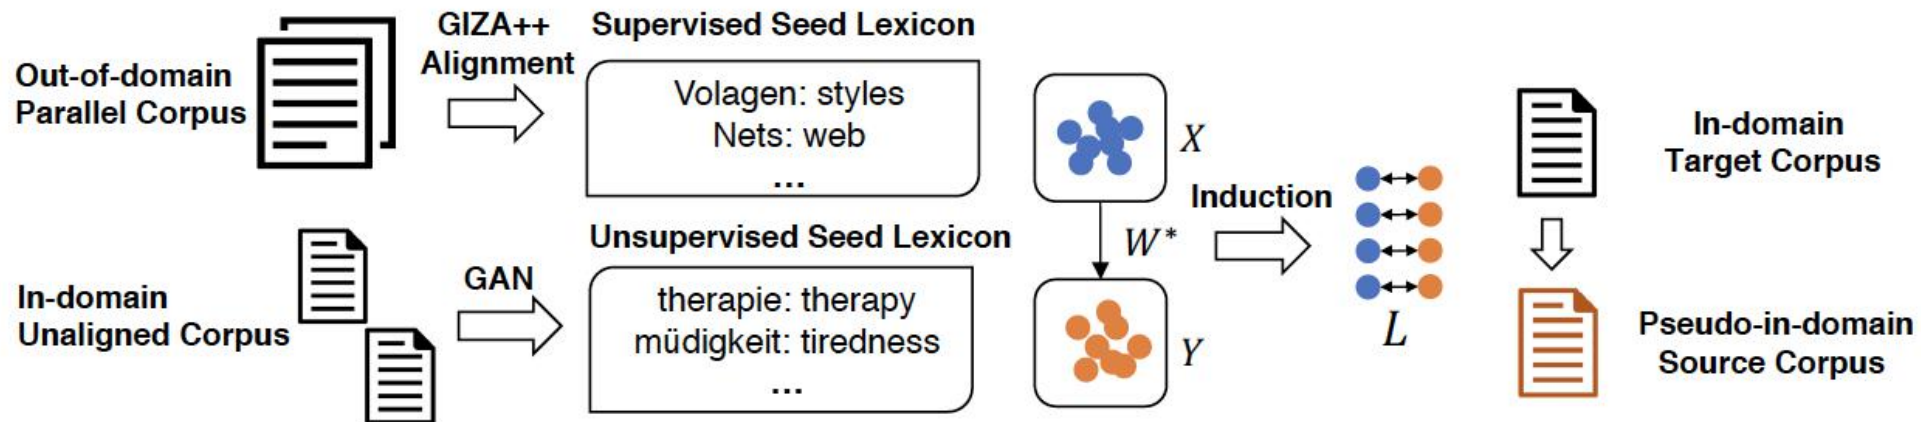 Out-of-domain
Parallel Corpus
GIZA++
Alignment
Supervised Seed Lexicon
Volagen: styles
Nets: web
...
In-domain
Unaligned Corpus
GAN
Unsupervised Seed Lexicon
therapie: therapy
müdigkeit: tiredness
...
X
W*
Y
Induction
L
In-domain
Target Corpus
Pseudo-in-domain
Source Corpus